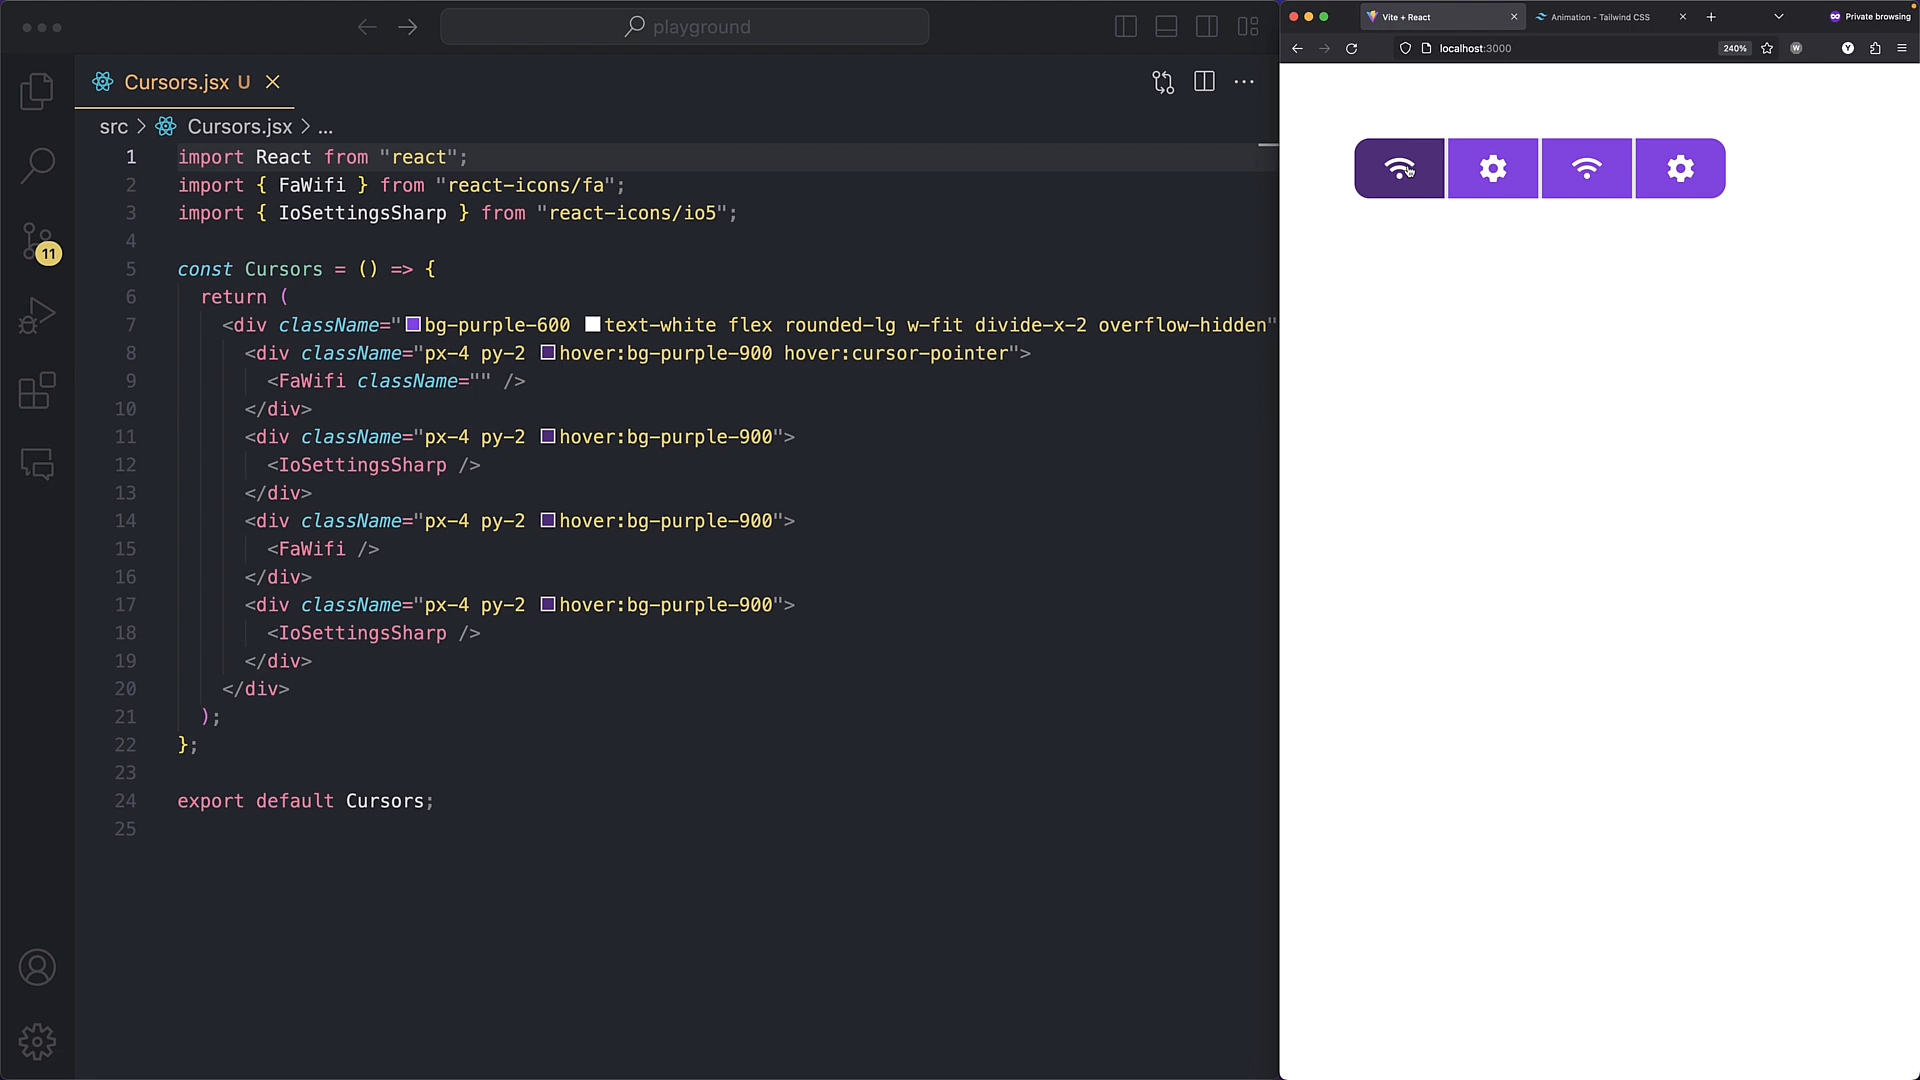 playground
Cursors.jsx U
src > Cursors.jsx > ...
1 import React from "react";
2 import { FaWifi } from "react-icons/fa";
3 import { IoSettingsSharp } from "react-icons/io5";
4
5 const Cursors = () => {
6 return (
7 <div className="bg-purple-600 text-white flex rounded-lg w-fit divide-x-2 overflow-hidden"
8 <div className="px-4 py-2 hover:bg-purple-900 hover:cursor-pointer">
9 <FaWifi className="" />
10 </div>
11 <div className="px-4 py-2 hover:bg-purple-900">
12 <IoSettingsSharp />
13 </div>
14 <div className="px-4 py-2 hover:bg-purple-900">
15 <FaWifi />
16 </div>
17 <div className="px-4 py-2 hover:bg-purple-900">
18 <IoSettingsSharp />
19 </div>
20 </div>
21 );
22 };
23
24 export default Cursors;
25
11
Vite + React
Animation - Tailwind CSS
Private browsing
localhost:3000
240%
W
Y